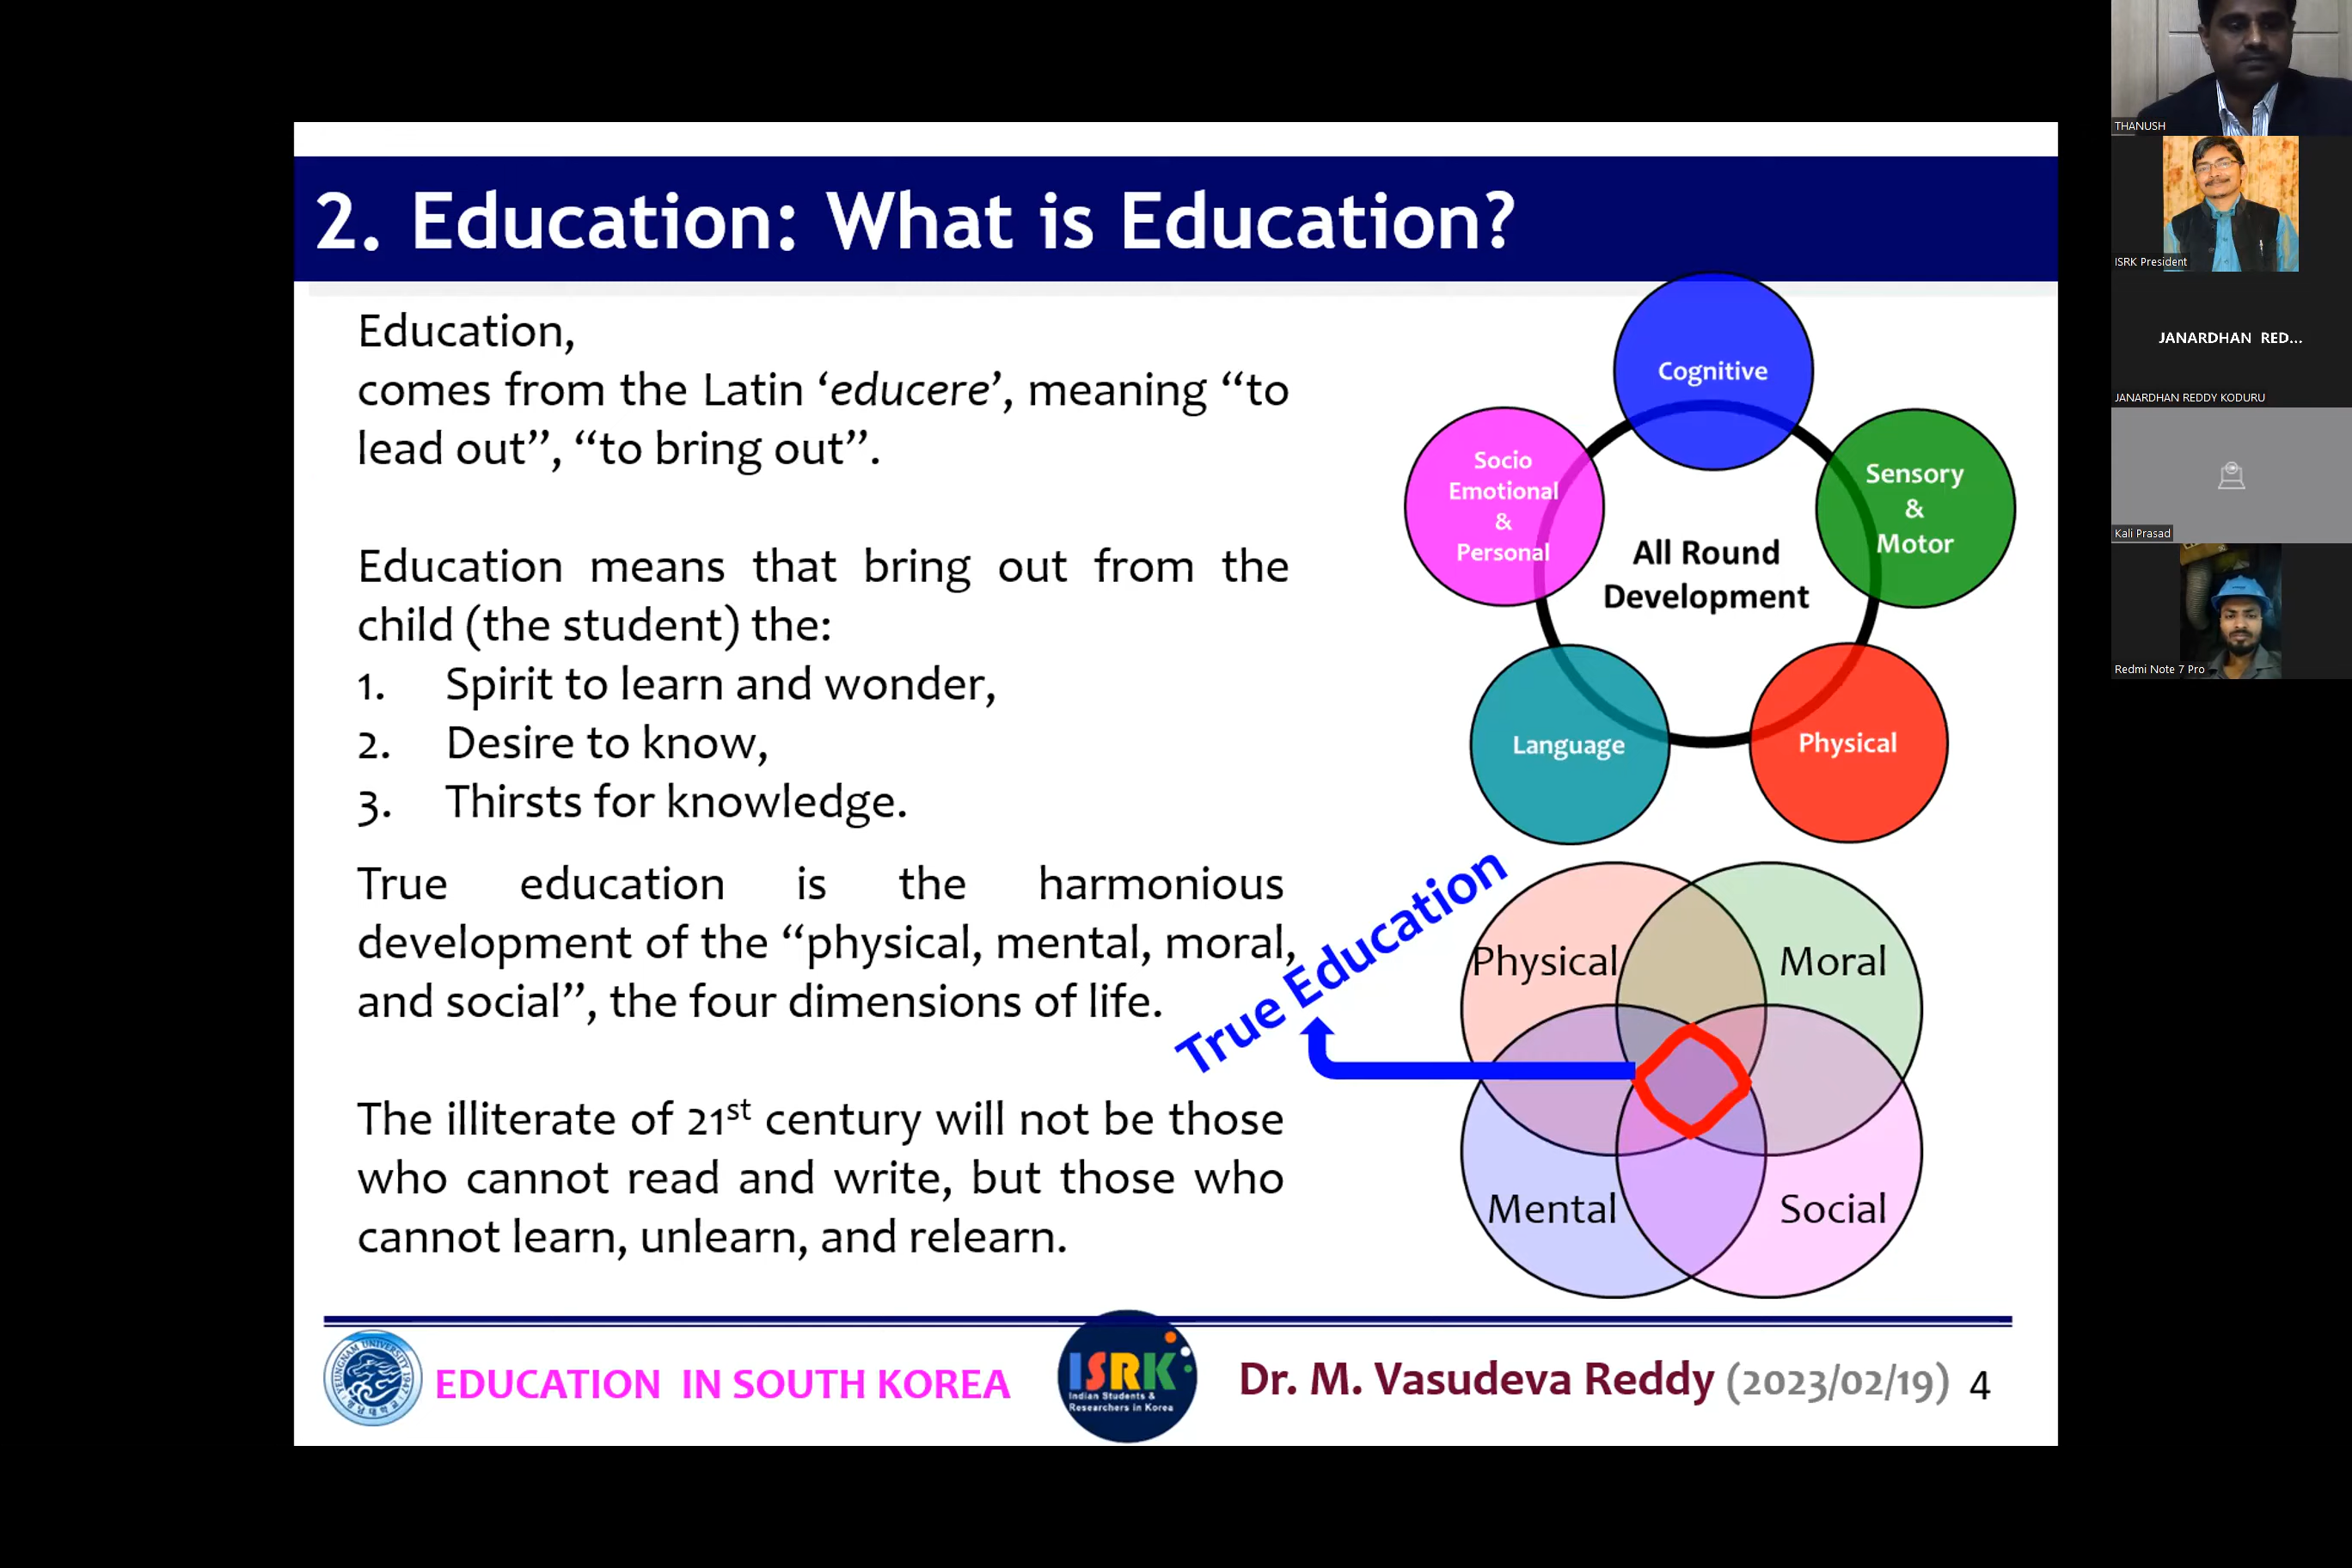 2. Education: What is Education?
Education,
comes from the Latin ‘educere’, meaning “to
lead out”, “to bring out”.
Education means that bring out from the
child (the student) the:
1. Spirit to learn and wonder,
2. Desire to know,
3. Thirsts for knowledge.
True education is the harmonious
development of the “physical, mental, moral,
and social”, the four dimensions of life.
The illiterate of 21st century will not be those
who cannot read and write, but those who
cannot learn, unlearn, and relearn.
Cognitive
Socio
Emotional
&
Personal
Sensory
&
Motor
All Round
Development
Language
Physical
True Education
Physical
Moral
Mental
Social
YEUNGNAM UNIVERSITY 1947
EDUCATION IN SOUTH KOREA
ISRK
Indian Students &
Researchers in Korea
Dr. M. Vasudeva Reddy (2023/02/19) 4
THANUSH
ISRK President
JANARDHAN RED...
JANARDHAN REDDY KODURU
Kali Prasad
Redmi Note 7 Pro